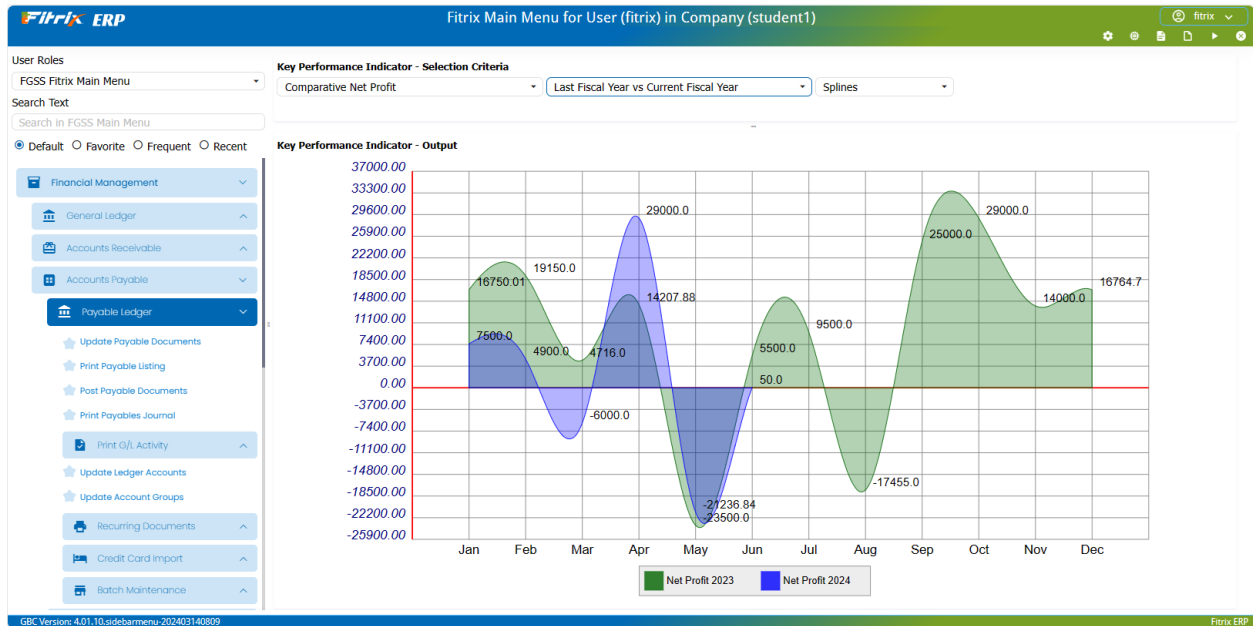 Fitrix ERP
Fitrix Main Menu for User (fitrix) in Company (student1)
fitrix
User Roles
FGSS Fitrix Main Menu
Search Text
Search in FGSS Main Menu
Default Favorite Frequent Recent
Financial Management
General Ledger
Accounts Receivable
Accounts Payable
Payable Ledger
Update Payable Documents
Print Payable Listing
Post Payable Documents
Print Payables Journal
Print G/L Activity
Update Ledger Accounts
Update Account Groups
Recurring Documents
Credit Card Import
Batch Maintenance
Key Performance Indicator - Selection Criteria
Comparative Net Profit
Last Fiscal Year vs Current Fiscal Year
Splines
Key Performance Indicator - Output
37000.00
33300.00
29600.00
25900.00
22200.00
18500.00
14800.00
11100.00
7400.00
3700.00
0.00
-3700.00
-7400.00
-11100.00
-14800.00
-18500.00
-22200.00
-25900.00
16750.01
19150.0
7500.0
4900.0
4716.0
-6000.0
29000.0
14207.88
-21236.84
-23500.0
5500.0
50.0
9500.0
-17455.0
25000.0
29000.0
14000.0
16764.7
Jan Feb Mar Apr May Jun Jul Aug Sep Oct Nov Dec
Net Profit 2023 Net Profit 2024
GBC Version: 4.01.10.sidebarmenu-202403140809
Fitrix ERP